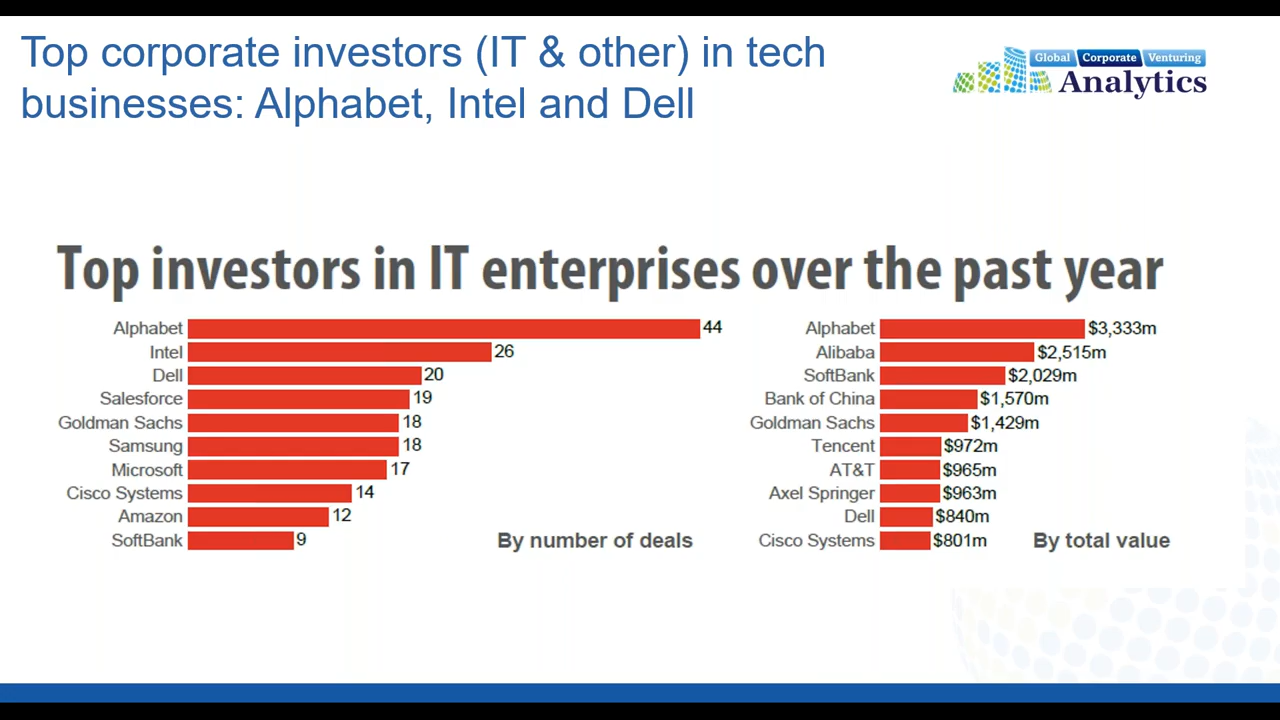 Top corporate investors (IT & other) in tech
businesses: Alphabet, Intel and Dell
Global Corporate Venturing
Analytics
Top investors in IT enterprises over the past year
Alphabet 44
Intel 26
Dell 20
Salesforce 19
Goldman Sachs 18
Samsung 18
Microsoft 17
Cisco Systems 14
Amazon 12
SoftBank 9
By number of deals
Alphabet $3,333m
Alibaba $2,515m
SoftBank $2,029m
Bank of China $1,570m
Goldman Sachs $1,429m
Tencent $972m
AT&T $965m
Axel Springer $963m
Dell $840m
Cisco Systems $801m
By total value